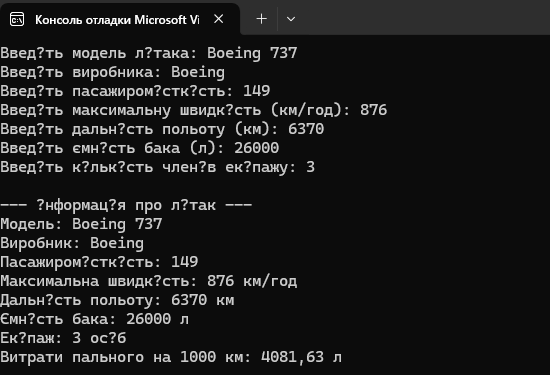 Консоль отладки Microsoft Vi
Введ?ть модель л?така: Boeing 737
Введ?ть виробника: Boeing
Введ?ть пасажиром?стк?сть: 149
Введ?ть максимальну швидк?сть (км/год): 876
Введ?ть дальн?сть польоту (км): 6370
Введ?ть ємн?сть бака (л): 26000
Введ?ть к?льк?сть член?в ек?пажу: 3
--- ?нформац?я про л?так ---
Модель: Boeing 737
Виробник: Boeing
Пасажиром?стк?сть: 149
Максимальна швидк?сть: 876 км/год
Дальн?сть польоту: 6370 км
Ємн?сть бака: 26000 л
Ек?паж: 3 ос?б
Витрати пального на 1000 км: 4081,63 л